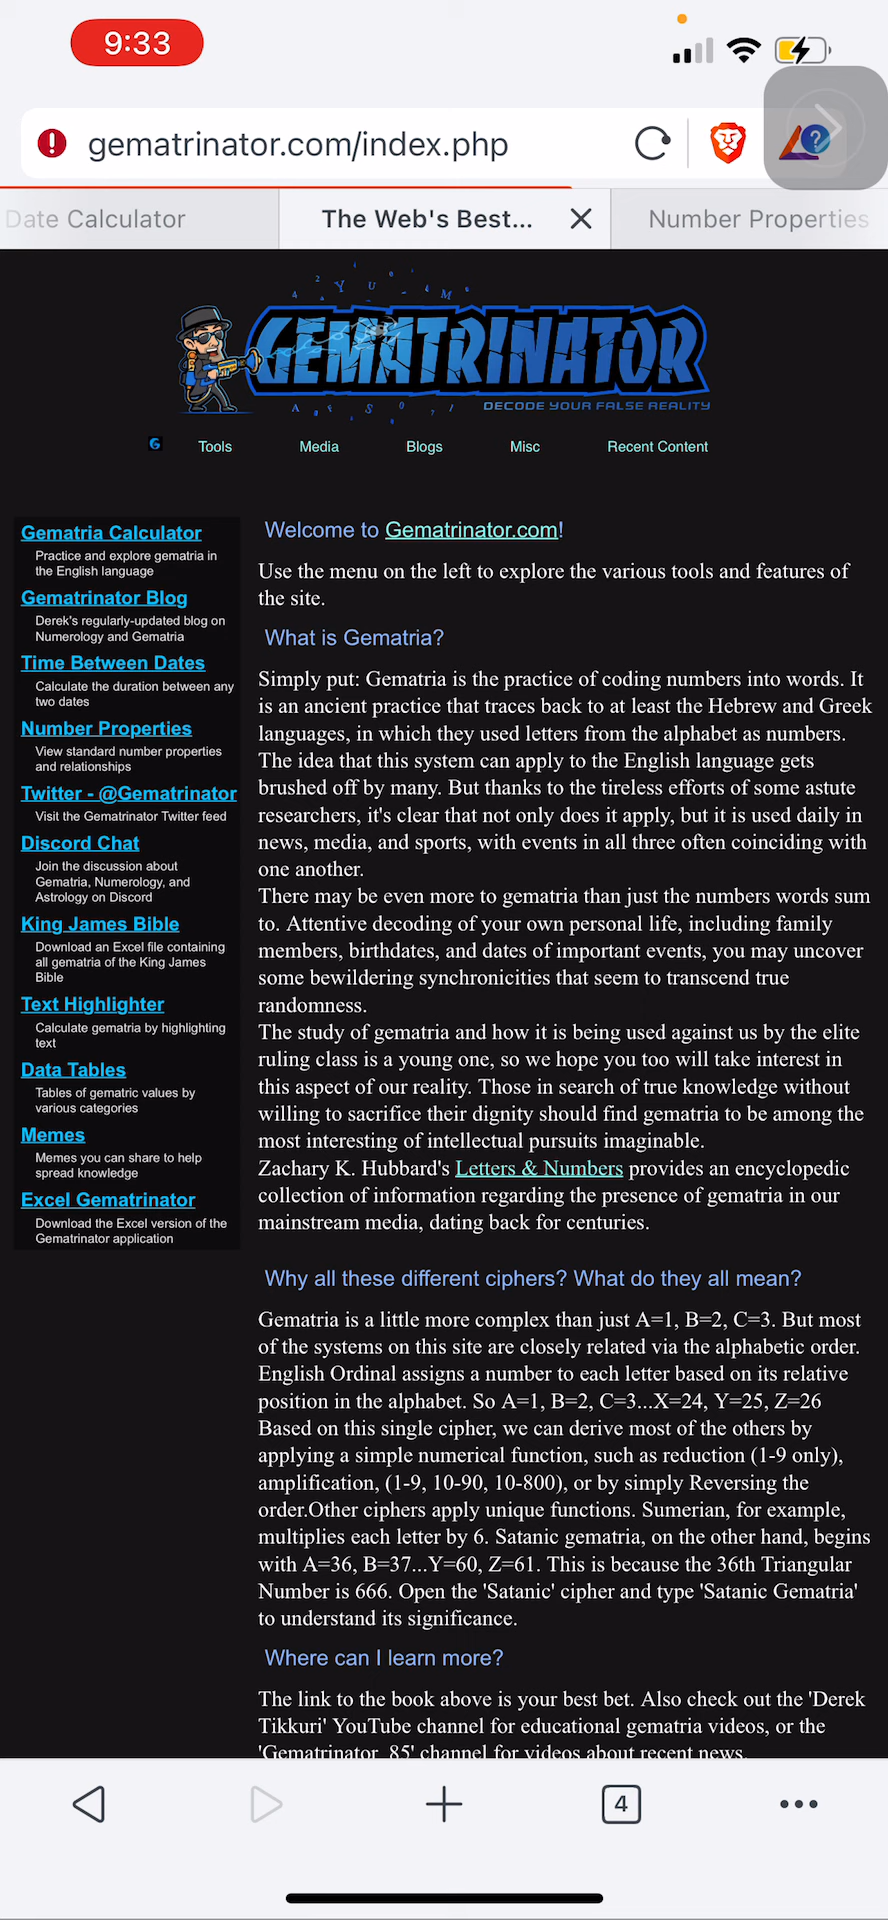 9:33
gematrinator.com/index.php
Date Calculator
The Web's Best...
Number Properties
GEMATRINATOR
DECODE YOUR FALSE REALITY
G
Tools
Media
Blogs
Misc
Recent Content
Gematria Calculator
Practice and explore gematria in
the English language
Gematrinator Blog
Derek's regularly-updated blog on
Numerology and Gematria
Time Between Dates
Calculate the duration between any
two dates
Number Properties
View standard number properties
and relationships
Twitter - @Gematrinator
Visit the Gematrinator Twitter feed
Discord Chat
Join the discussion about
Gematria, Numerology, and
Astrology on Discord
King James Bible
Download an Excel file containing
all gematria of the King James
Bible
Text Highlighter
Calculate gematria by highlighting
text
Data Tables
Tables of gematric values by
various categories
Memes
Memes you can share to help
spread knowledge
Excel Gematrinator
Download the Excel version of the
Gematrinator application
Welcome to Gematrinator.com!
Use the menu on the left to explore the various tools and features of
the site.
What is Gematria?
Simply put: Gematria is the practice of coding numbers into words. It
is an ancient practice that traces back to at least the Hebrew and Greek
languages, in which they used letters from the alphabet as numbers.
The idea that this system can apply to the English language gets
brushed off by many. But thanks to the tireless efforts of some astute
researchers, it's clear that not only does it apply, but it is used daily in
news, media, and sports, with events in all three often coinciding with
one another.
There may be even more to gematria than just the numbers words sum
to. Attentive decoding of your own personal life, including family
members, birthdates, and dates of important events, you may uncover
some bewildering synchronicities that seem to transcend true
randomness.
The study of gematria and how it is being used against us by the elite
ruling class is a young one, so we hope you too will take interest in
this aspect of our reality. Those in search of true knowledge without
willing to sacrifice their dignity should find gematria to be among the
most interesting of intellectual pursuits imaginable.
Zachary K. Hubbard's Letters & Numbers provides an encyclopedic
collection of information regarding the presence of gematria in our
mainstream media, dating back for centuries.
Why all these different ciphers? What do they all mean?
Gematria is a little more complex than just A=1, B=2, C=3. But most
of the systems on this site are closely related via the alphabetic order.
English Ordinal assigns a number to each letter based on its relative
position in the alphabet. So A=1, B=2, C=3...X=24, Y=25, Z=26
Based on this single cipher, we can derive most of the others by
applying a simple numerical function, such as reduction (1-9 only),
amplification, (1-9, 10-90, 10-800), or by simply Reversing the
order.Other ciphers apply unique functions. Sumerian, for example,
multiplies each letter by 6. Satanic gematria, on the other hand, begins
with A=36, B=37...Y=60, Z=61. This is because the 36th Triangular
Number is 666. Open the 'Satanic' cipher and type 'Satanic Gematria'
to understand its significance.
Where can I learn more?
The link to the book above is your best bet. Also check out the 'Derek
Tikkuri' YouTube channel for educational gematria videos, or the
'Gematrinator 85' channel for videos about recent news.
4